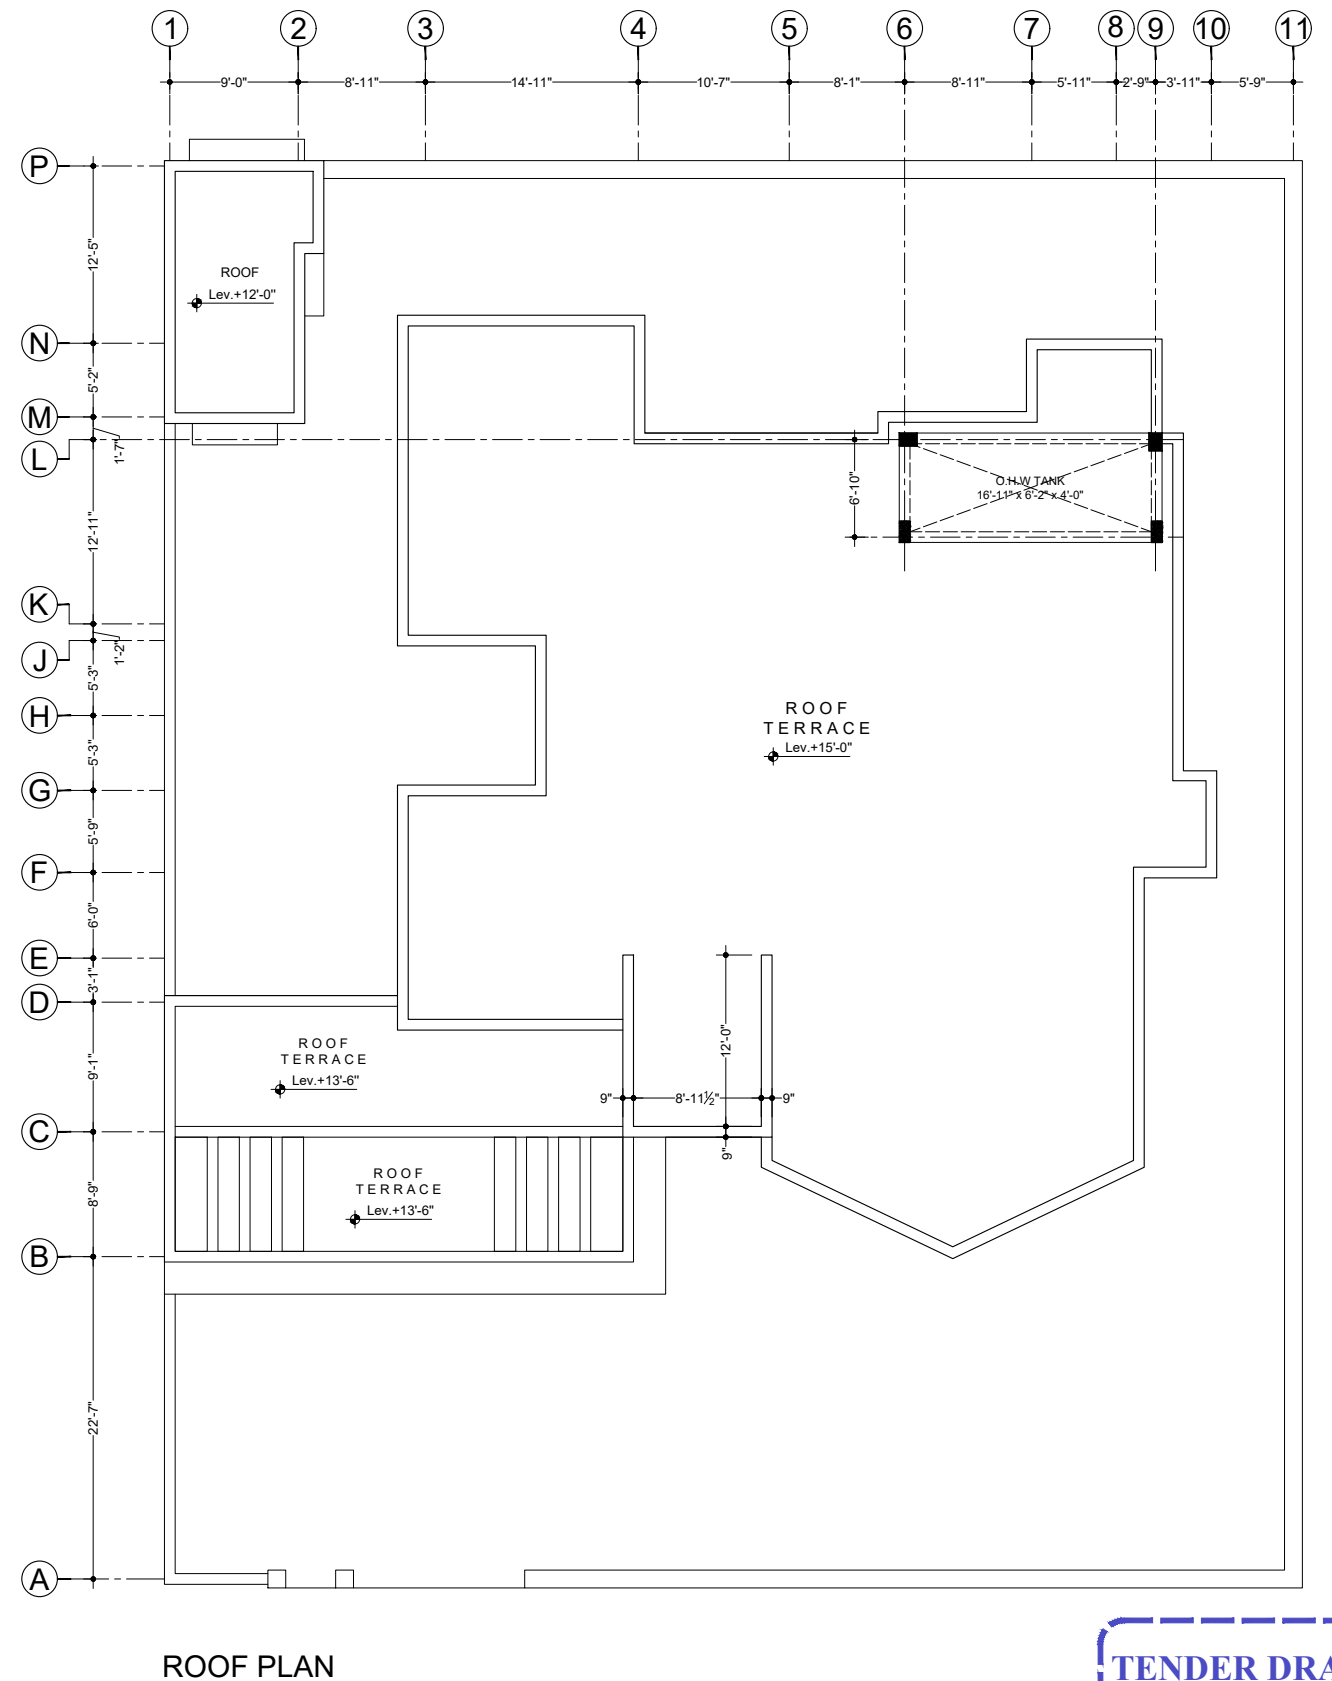 1 2 3 4 5 6 7 8 9 10 11
9'-0" 8'-11" 14'-11" 10'-7" 8'-1" 8'-11" 5'-11" 2'-9" 3'-11" 5'-9"
P
12'-5"
ROOF
Lev.+12'-0"
N
5'-2"
M
1'-7"
L
6'-10"
O.H.W TANK
16'-11" x 6'-2" x 4'-0"
12'-11"
K
1'-2"
J
5'-3"
H
ROOF
TERRACE
Lev.+15'-0"
5'-3"
G
5'-9"
F
6'-0"
E
3'-1"
D
12'-0"
ROOF
TERRACE
Lev.+13'-6"
9'-1"
9" 8'-11½" 9"
C
9"
ROOF
TERRACE
Lev.+13'-6"
8'-9"
B
22'-7"
A
ROOF PLAN
TENDER DRA